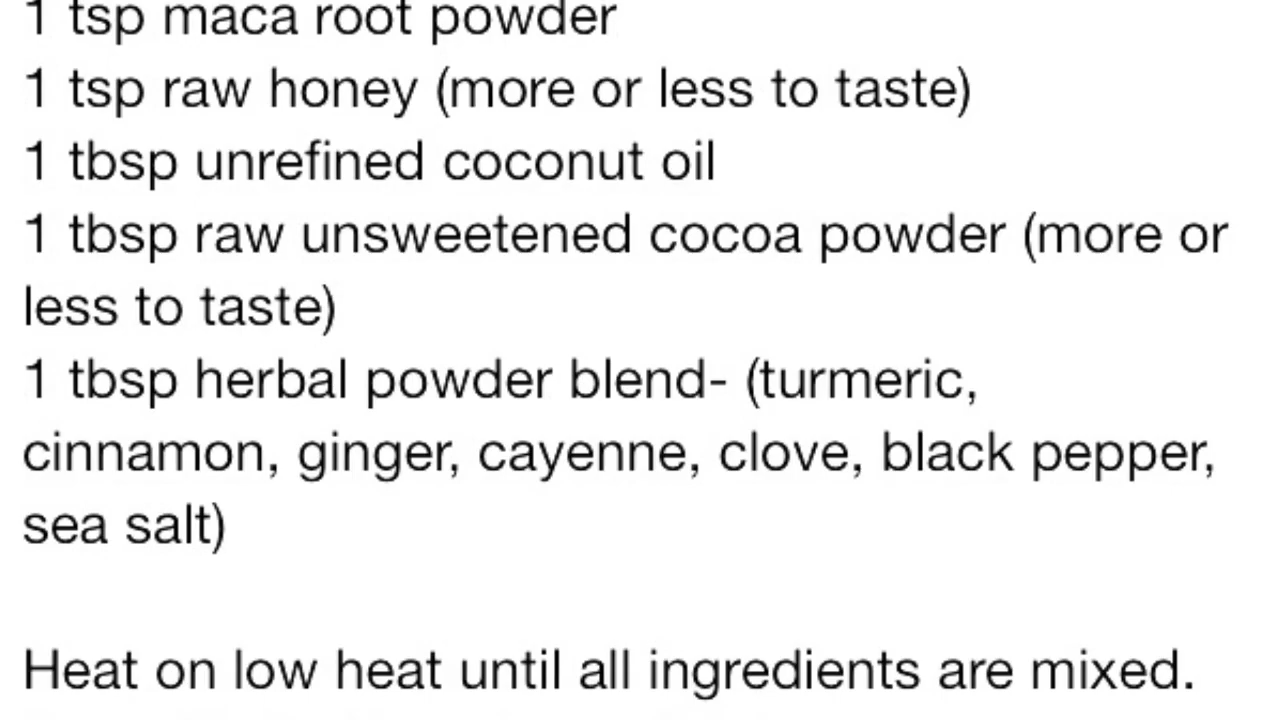 1 tsp maca root powder
1 tsp raw honey (more or less to taste)
1 tbsp unrefined coconut oil
1 tbsp raw unsweetened cocoa powder (more or
less to taste)
1 tbsp herbal powder blend- (turmeric,
cinnamon, ginger, cayenne, clove, black pepper,
sea salt)
Heat on low heat until all ingredients are mixed.